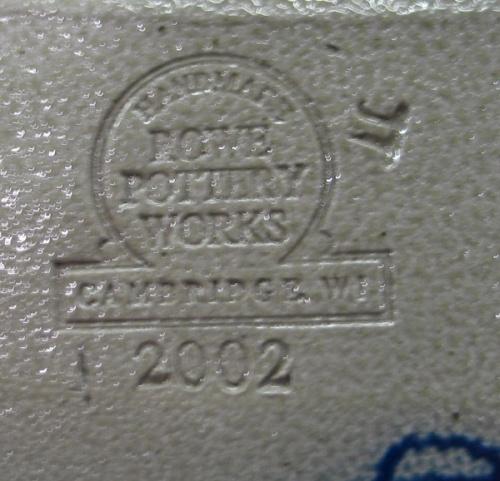 HANDMADE
ROWE
POTTERY
WORKS
CAMBRIDGE, WI
2002